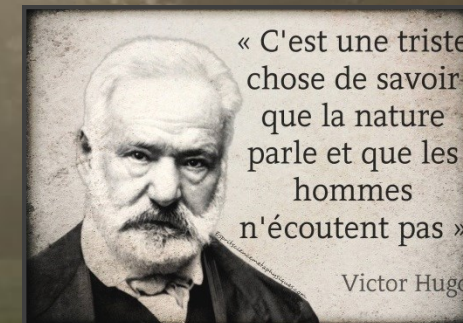 « C'est une triste
chose de savoir
que la nature
parle et que les
hommes
n'écoutent pas »
Victor Hugo